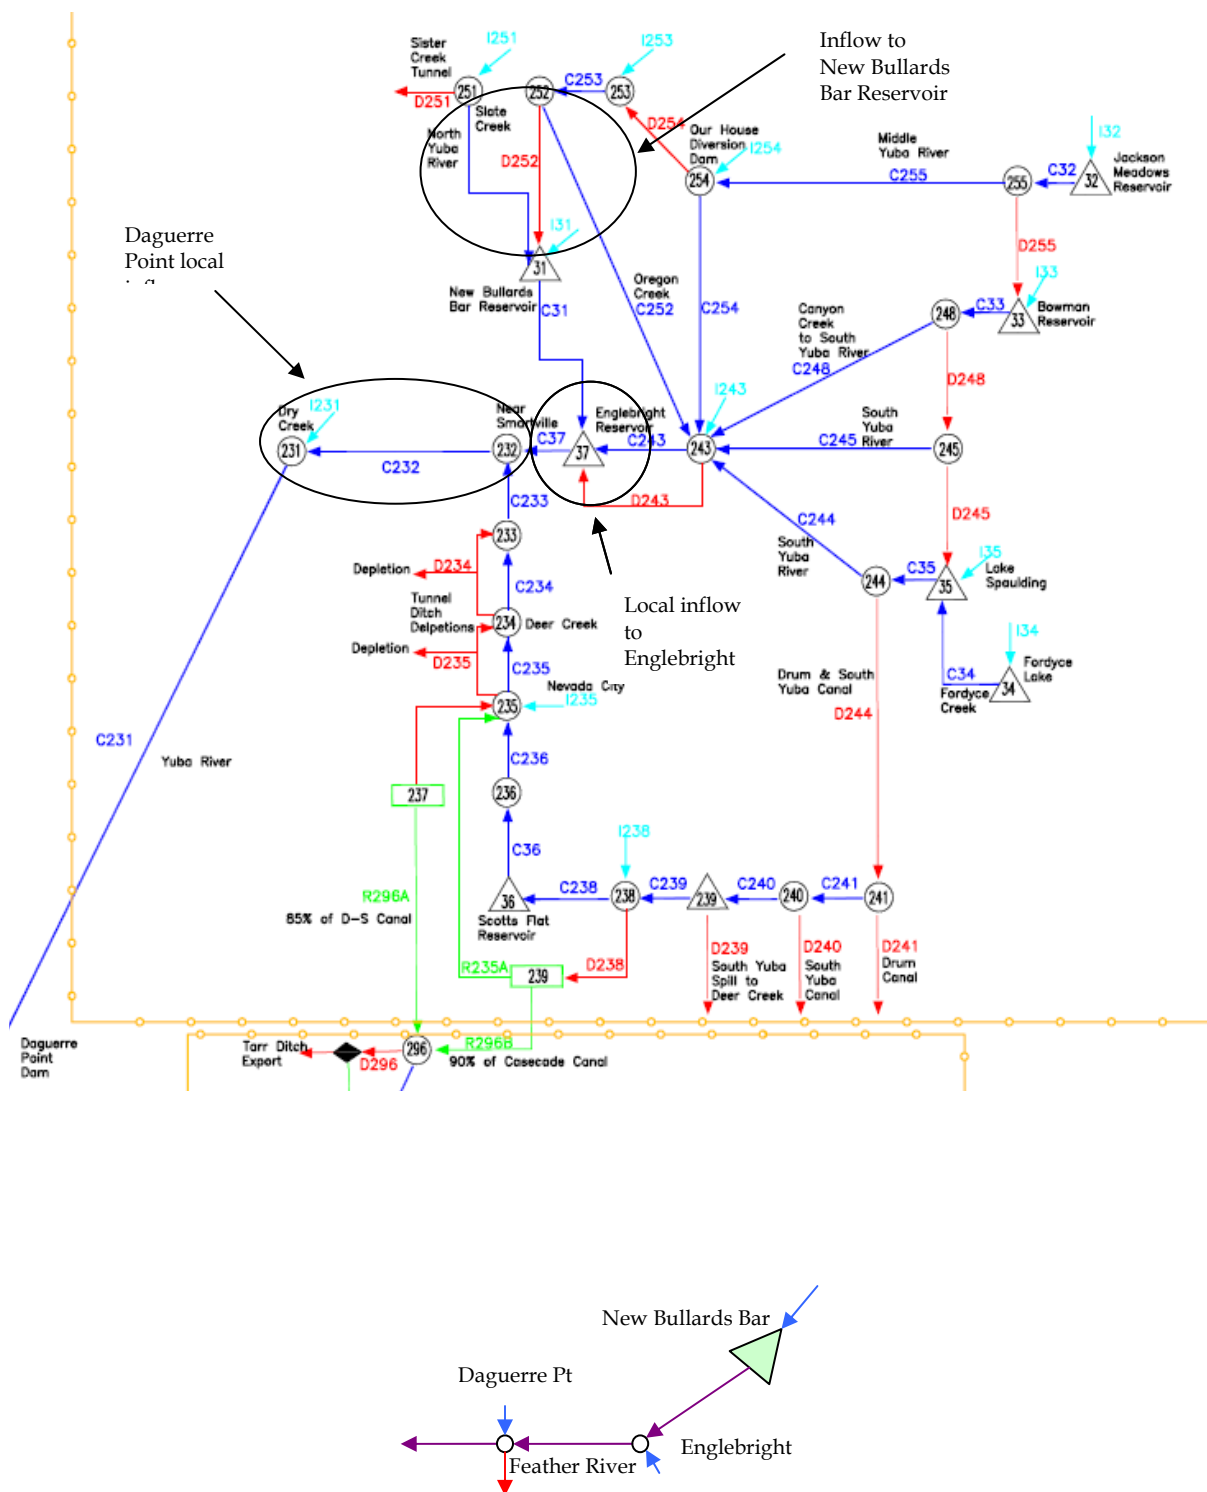 Inflow to
New Bullards
Bar Reservoir
Sister
Creek
Tunnel
I251
I253
251
252
C253
253
D251
Slate
Creek
North
Yuba
River
D252
D254
Our House
Diversion
Dam
I254
254
Middle
Yuba River
C255
255
C32
I32
32
Jackson
Meadows
Reservoir
D255
Daguerre
Point local
I31
31
New Bullards
Bar Reservoir
C31
Oregon
Creek
C252
C254
I33
C33
33
Bowman
Reservoir
248
Canyon
Creek
to South
Yuba River
C248
D248
I243
Dry
Creek
I231
231
C232
Near
Smartville
232
C37
Englebright
Reservoir
37
C243
243
D243
C245
South
Yuba
River
245
C233
233
D234
Depletion
C234
Tunnel
Ditch
Delpetions
234
Deer Creek
Depletion
D235
C235
Nevada City
I235
235
C244
South
Yuba
River
244
C35
D245
I35
35
Lake
Spaulding
Local inflow
to
Englebright
I34
C34
34
Fordyce
Lake
Fordyce
Creek
Drum & South
Yuba Canal
D244
C231
Yuba River
C236
237
236
I238
R296A
85% of D-S Canal
C36
36
Scotts Flat
Reservoir
C238
238
C239
239
C240
240
C241
241
R235A
239
D238
D239
South Yuba
Spill to
Deer Creek
D240
South
Yuba
Canal
D241
Drum
Canal
Daguerre
Point
Dam
Tarr Ditch
Export
D296
296
R296B
90% of Casecade Canal
New Bullards Bar
Daguerre Pt
Englebright
Feather River